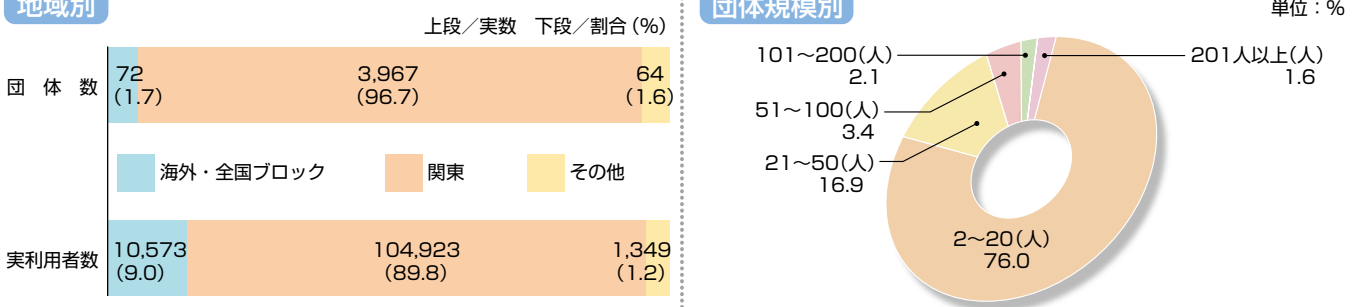 地域別
上段／実数 下段／割合(%)
団体数
72
(1.7)
3,967
(96.7)
64
(1.6)
海外・全国ブロック
関東
その他
実利用者数
10,573
(9.0)
104,923
(89.8)
1,349
(1.2)
団体規模別
単位：%
101〜200(人)
2.1
201人以上(人)
1.6
51〜100(人)
3.4
21〜50(人)
16.9
2〜20(人)
76.0